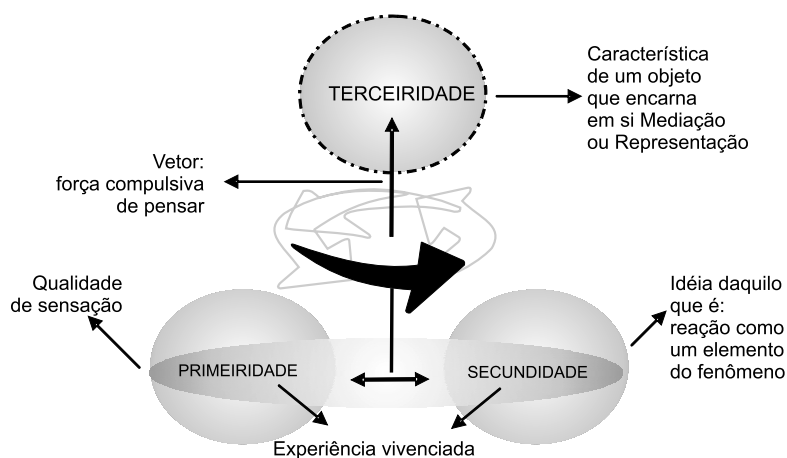 TERCEIRIDADE
Característica
de um objeto
que encarna
em si Mediação
ou Representação
Vetor:
força compulsiva
de pensar
Qualidade
de sensação
Idéia daquilo
que é:
reação como
um elemento
do fenômeno
PRIMEIRIDADE
SECUNDIDADE
Experiência vivenciada